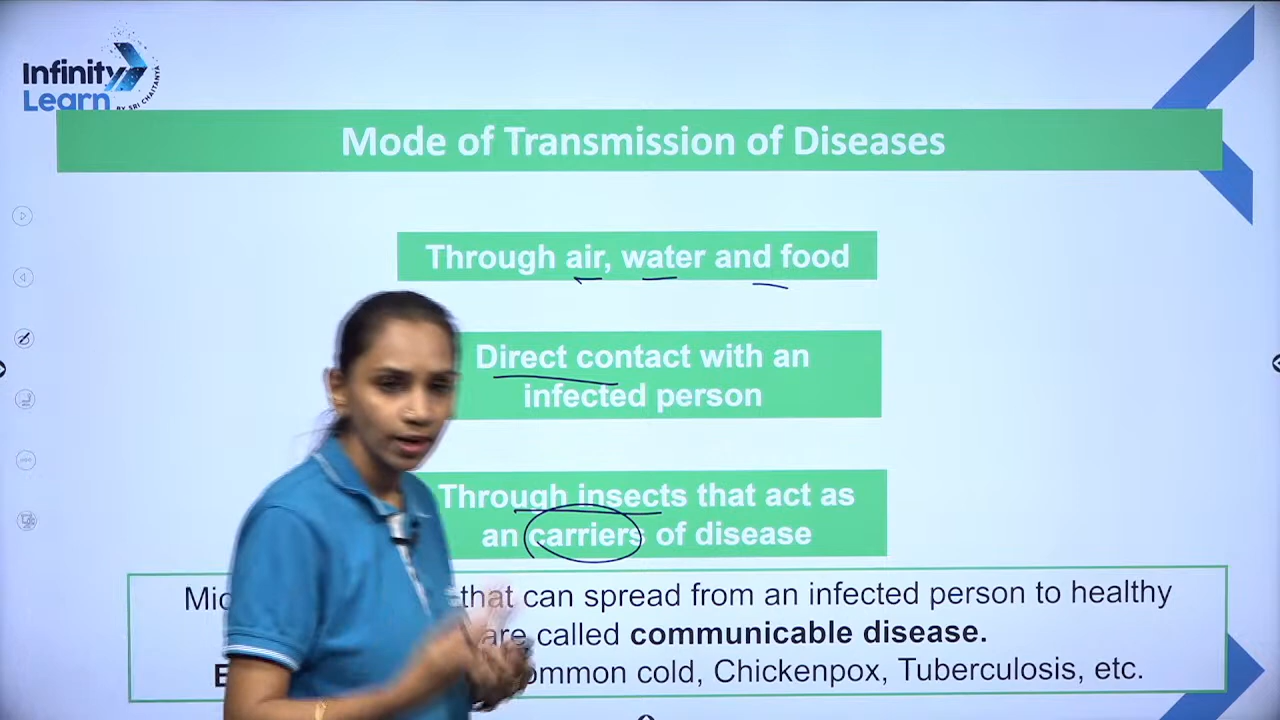 Infinity
Learn
BY SRI CHAITANYA
Mode of Transmission of Diseases
Through air, water and food
Direct contact with an
infected person
Through insects that act as
an carriers of disease
that can spread from an infected person to healthy
are called communicable disease.
cold, Chickenpox, Tuberculosis, etc.